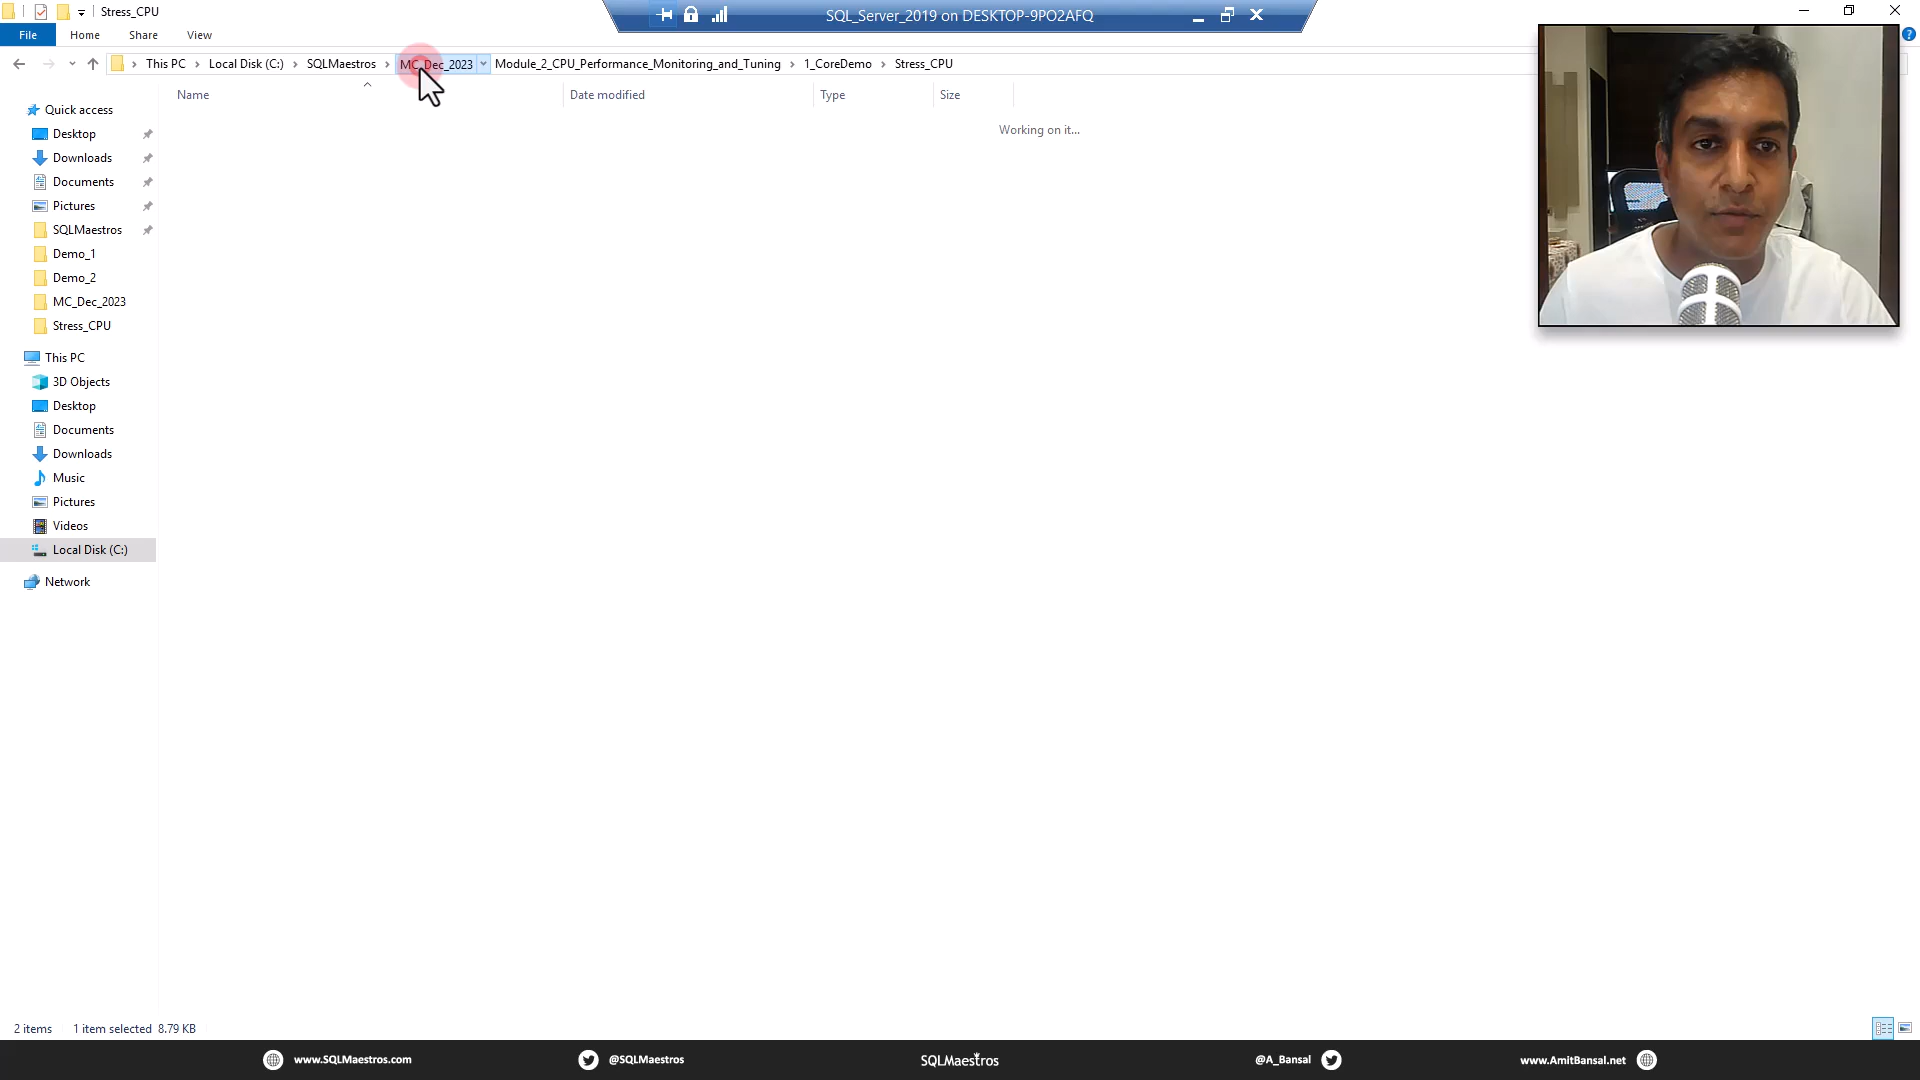 Stress_CPU
SQL_Server_2019 on DESKTOP-9PO2AFQ
File Home Share View
This PC Local Disk (C:) SQLMaestros MC_Dec_2023 Module_2_CPU_Performance_Monitoring_and_Tuning 1_CoreDemo Stress_CPU
Name Date modified Type Size
Working on it...
Quick access
Desktop
Downloads
Documents
Pictures
SQLMaestros
Demo_1
Demo_2
MC_Dec_2023
Stress_CPU
This PC
3D Objects
Desktop
Documents
Downloads
Music
Pictures
Videos
Local Disk (C:)
Network
2 items 1 item selected 8.79 KB
www.SQLMaestros.com @SQLMaestros SQLMaestros @A_Bansal www.AmitBansal.net